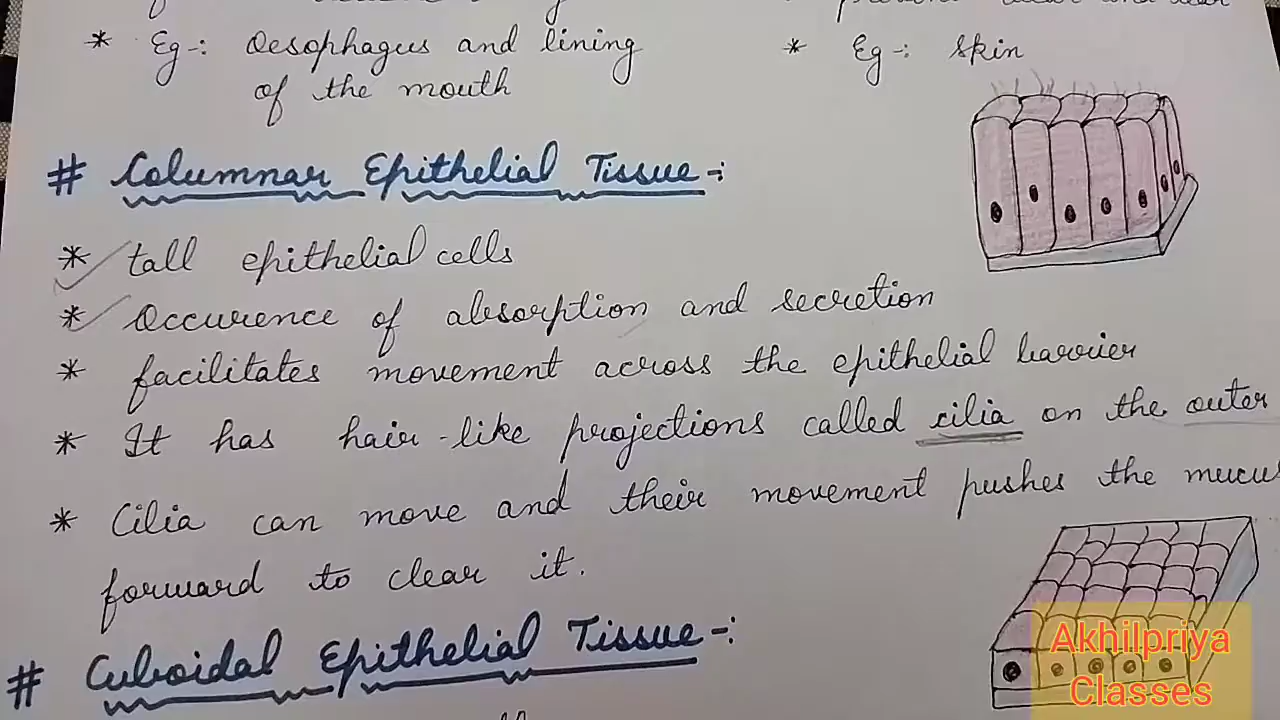 of
* Eg-: Oesophagus and lining
of the mouth
* Eg-: skin
# Columnar Epithelial Tissue-:
* tall epithelial cells
* Occurence of absorption and secretion
* facilitates movement across the epithelial barrier
* It has hair-like projections called cilia on the outer
* Cilia can move and their movement pushes the mucus
forward to clear it.
# Cuboidal Epithelial Tissue-:
Akhilpriya
Classes